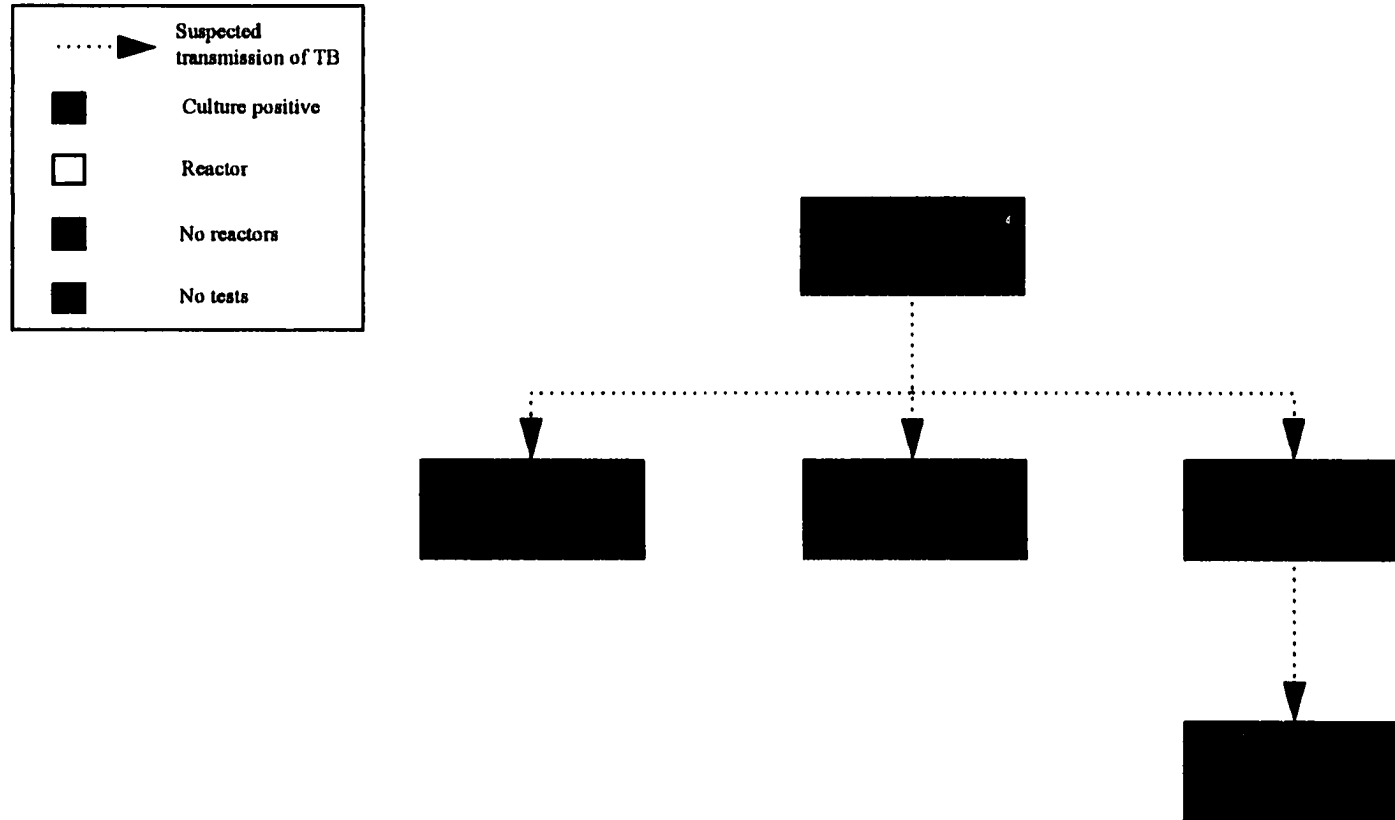 Suspected
transmission of TB
Culture positive
Reactor
No reactors
No tests